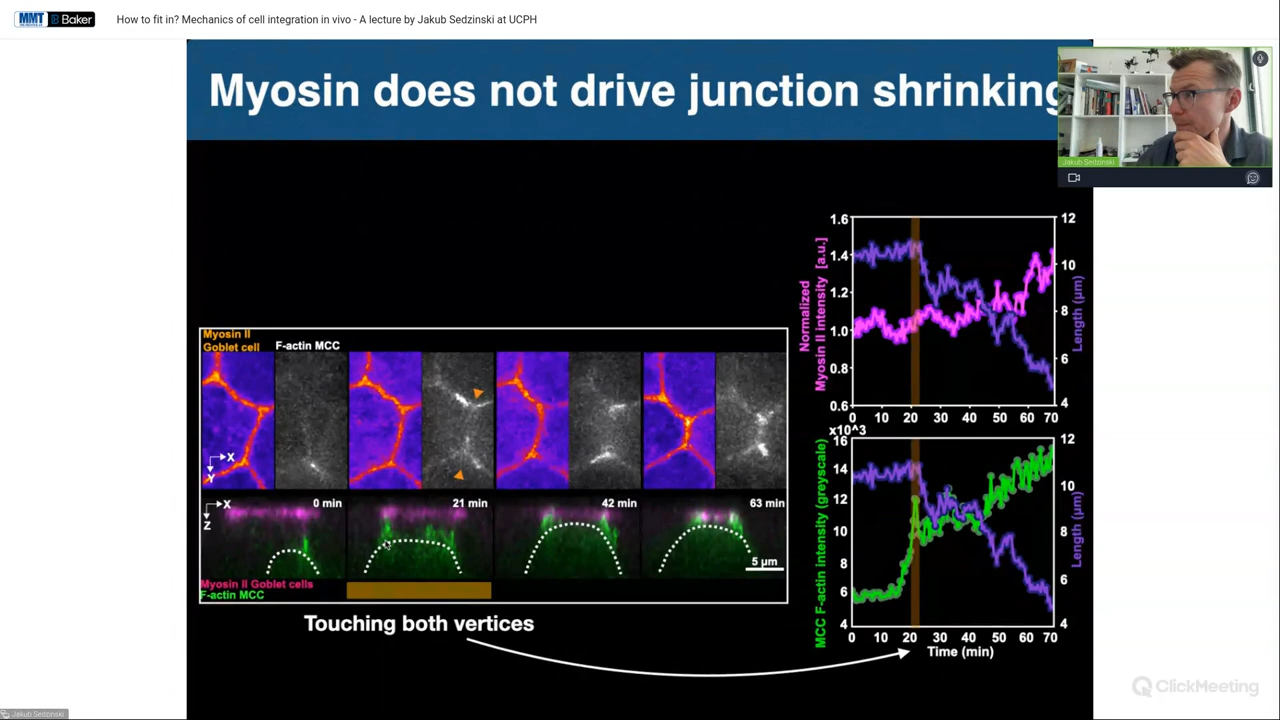 MMT Baker
How to fit in? Mechanics of cell integration in vivo - A lecture by Jakub Sedzinski at UCPH
Myosin does not drive junction shrinking
Jakub Sedzinski
Myosin II
Goblet cell
F-actin MCC
X
Y
X
Z
0 min
21 min
42 min
63 min
5 µm
Myosin II Goblet cells
F-actin MCC
Touching both vertices
Normalized
Myosin II intensity [a.u.]
1.6
1.4
1.2
1.0
0.8
0.6
12
10
8
6
4
Length (µm)
0 10 20 30 40 50 60 70
x10^3
MCC F-actin intensity (greyscale)
16
14
12
10
8
6
4
12
10
8
6
4
Length (µm)
0 10 20 30 40 50 60 70
Time (min)
ClickMeeting
Jakub Sedzinski